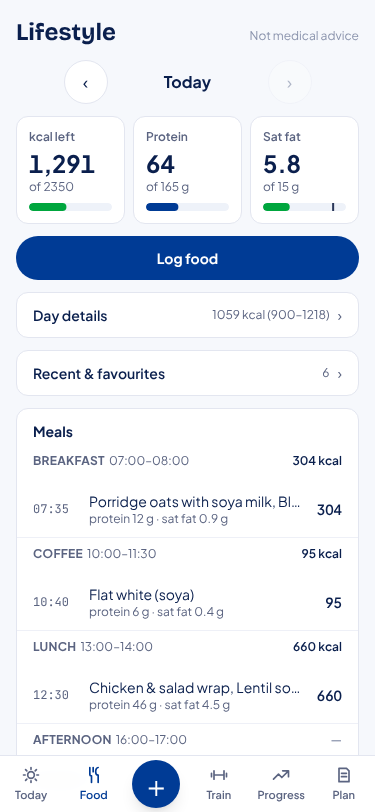 Lifestyle
Not medical advice
‹ Today ›
kcal left Protein Sat fat
1,291 64 5.8
of 2350 of 165 g of 15 g
Log food
Day details 1059 kcal (900–1218) ›
Recent & favourites 6 ›
Meals
BREAKFAST 07:00–08:00 304 kcal
07:35 Porridge oats with soya milk, Bl… 304
protein 12 g · sat fat 0.9 g
COFFEE 10:00–11:30 95 kcal
10:40 Flat white (soya) 95
protein 6 g · sat fat 0.4 g
LUNCH 13:00–14:00 660 kcal
12:30 Chicken & salad wrap, Lentil so… 660
protein 46 g · sat fat 4.5 g
AFTERNOON 16:00–17:00 —
Today Food + Train Progress Plan